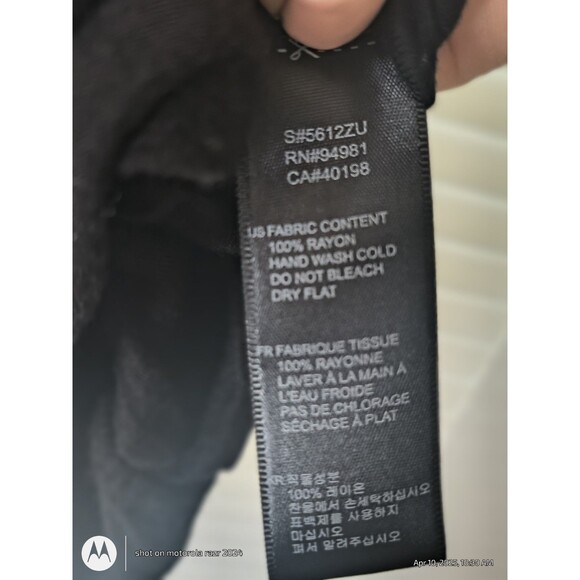 S#5612ZU
RN#94981
CA#40198
US FABRIC CONTENT
100% RAYON
HAND WASH COLD
DO NOT BLEACH
DRY FLAT
FR FABRIQUE TISSUE
100% RAYONNE
LAVER À LA MAIN À
L'EAU FROIDE
PAS DE CHLORAGE
SÉCHAGE À PLAT
KR 직물성분
100% 레이온
찬물에서 손세탁하십시오
표백제를 사용하지
마십시오
펴서 말려주십시오
shot on motorola razr 2024
Apr 10, 2025, 10:39 AM